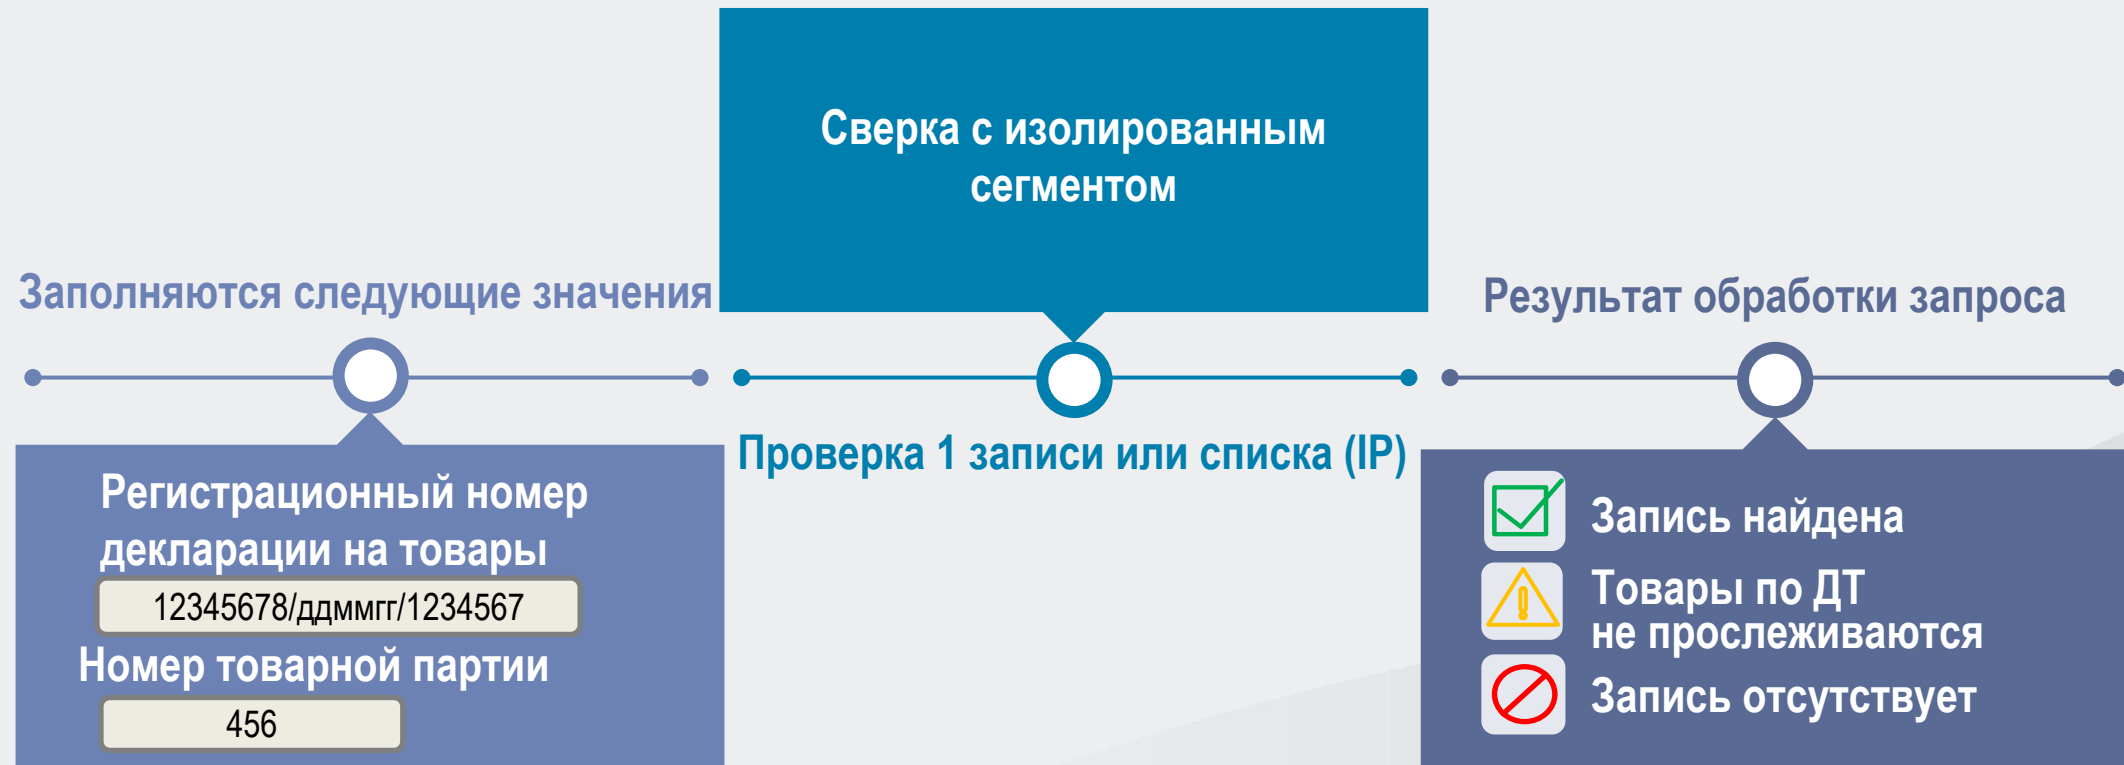 Заполняются следующие значения
Регистрационный номер
декларации на товары
12345678/ддммгг/1234567
Номер товарной партии
456
Сверка с изолированным
сегментом
Проверка 1 записи или списка (IP)
Результат обработки запроса
Запись найдена
Товары по ДТ
не прослеживаются
Запись отсутствует